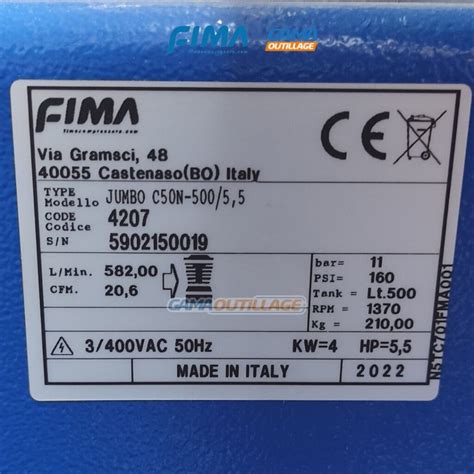 FIMA GAMA OUTILLAGE
FIMA
fimacompressors.com
Via Gramsci, 48
40055 Castenaso(BO) Italy
TYPE
Modello JUMBO C50N-500/5,5
CODE
Codice 4207
S/N 5902150019
L/Min. 582,00
CFM. 20,6
bar= 11
PSI= 160
Tank = Lt.500
RPM = 1370
Kg = 210,00
GAMAOUTILLAGE
3/400VAC 50Hz KW=4 HP=5,5
MADE IN ITALY 2022
N5TC701FMA001